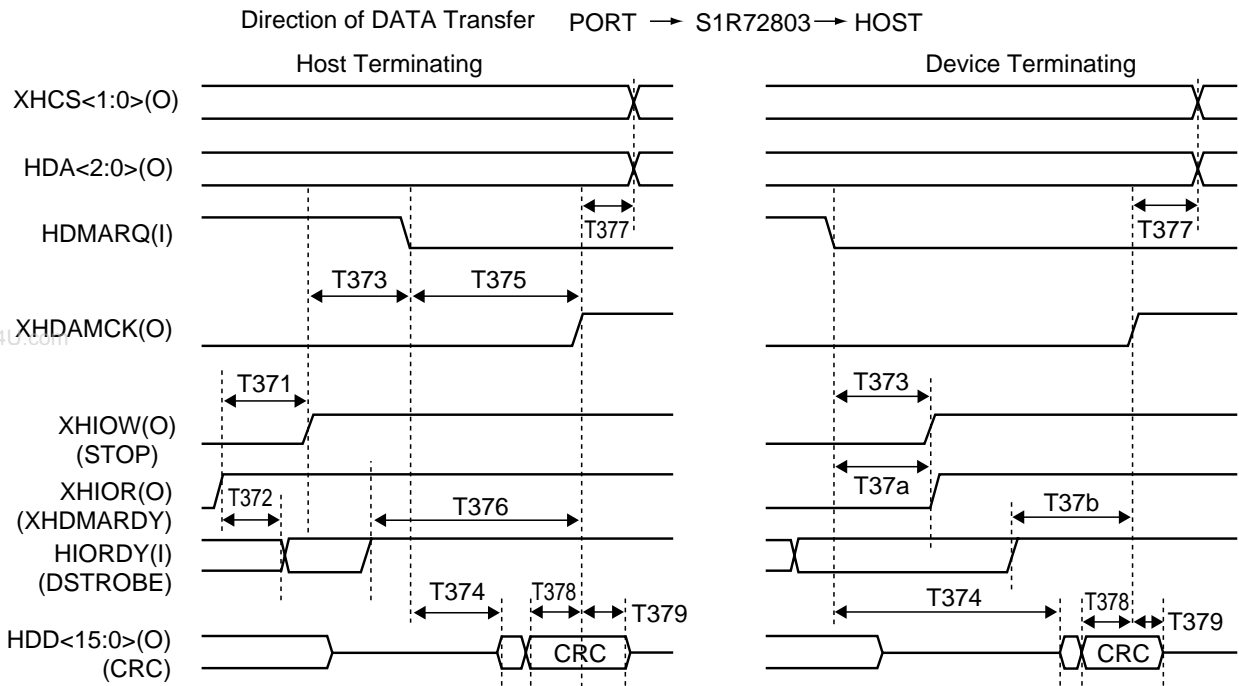 Direction of DATA Transfer PORT → S1R72803 → HOST
Host Terminating
Device Terminating
XHCS<1:0>(O)
HDA<2:0>(O)
T377
T377
HDMARQ(I)
T373
T375
XHDAMCK(O)
4U.com
T371
T373
XHIOW(O)
(STOP)
XHIOR(O)
(XHDMARDY)
T372
T376
T37a
T37b
HIORDY(I)
(DSTROBE)
T374
T378
T379
T374
T378
T379
HDD<15:0>(O)
(CRC)
CRC
CRC